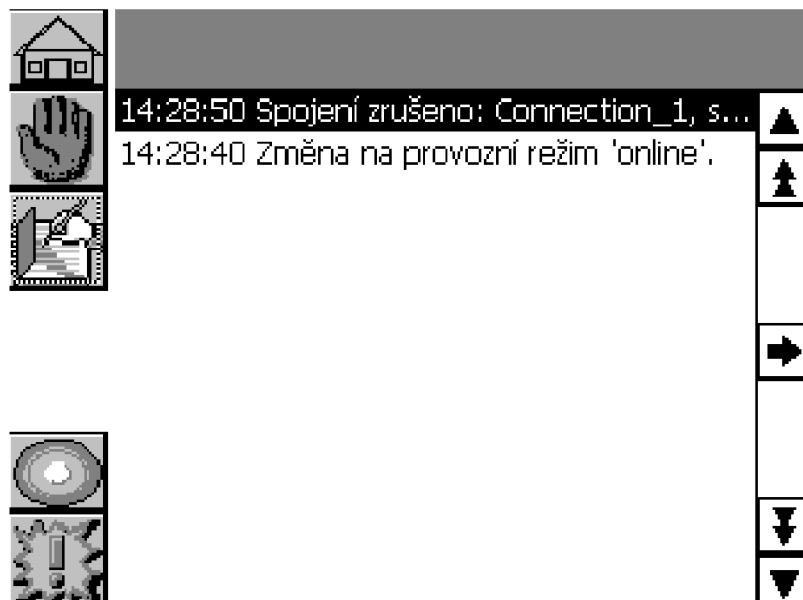 14:28:50 Spojení zrušeno: Connection_1, s...
14:28:40 Změna na provozní režim 'online'.